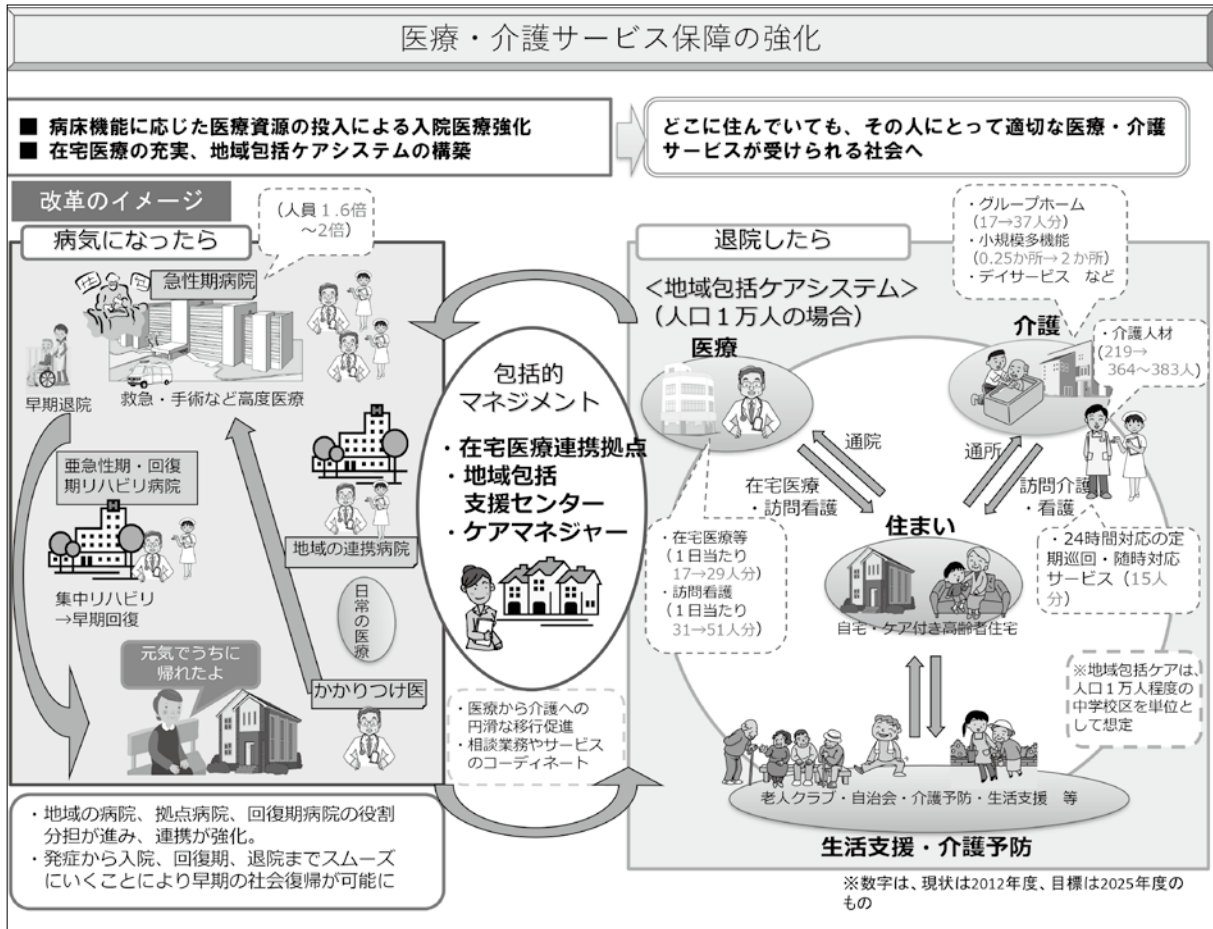 医療・介護サービス保障の強化
■ 病床機能に応じた医療資源の投入による入院医療強化
■ 在宅医療の充実、地域包括ケアシステムの構築
どこに住んでいても、その人にとって適切な医療・介護
サービスが受けられる社会へ
改革のイメージ
病気になったら
(人員1.6倍
～2倍)
急性期病院
早期退院
救急・手術など高度医療
亜急性期・回復
期リハビリ病院
集中リハビリ
→早期回復
地域の連携病院
日常の医療
元気でうちに
帰れたよ
かかりつけ医
・地域の病院、拠点病院、回復期病院の役割
分担が進み、連携が強化。
・発症から入院、回復期、退院までスムーズ
にいくことにより早期の社会復帰が可能に
包括的
マネジメント
・在宅医療連携拠点
・地域包括
支援センター
・ケアマネジャー
・医療から介護への
円滑な移行促進
・相談業務やサービス
のコーディネート
退院したら
＜地域包括ケアシステム＞
(人口1万人の場合)
・グループホーム
(17→37人分)
・小規模多機能
(0.25か所→2か所)
・デイサービス など
医療
介護
・介護人材
(219→
364～383人)
通院
在宅医療
・訪問看護
通所
訪問介護
・看護
・在宅医療等
(1日当たり
17→29人分)
・訪問看護
(1日当たり
31→51人分)
住まい
自宅・ケア付き高齢者住宅
・24時間対応の定
期巡回・随時対応
サービス(15人
分)
※地域包括ケアは、
人口1万人程度の
中学校区を単位と
して想定
老人クラブ・自治会・介護予防・生活支援 等
生活支援・介護予防
※数字は、現状は2012年度、目標は2025年度の
もの